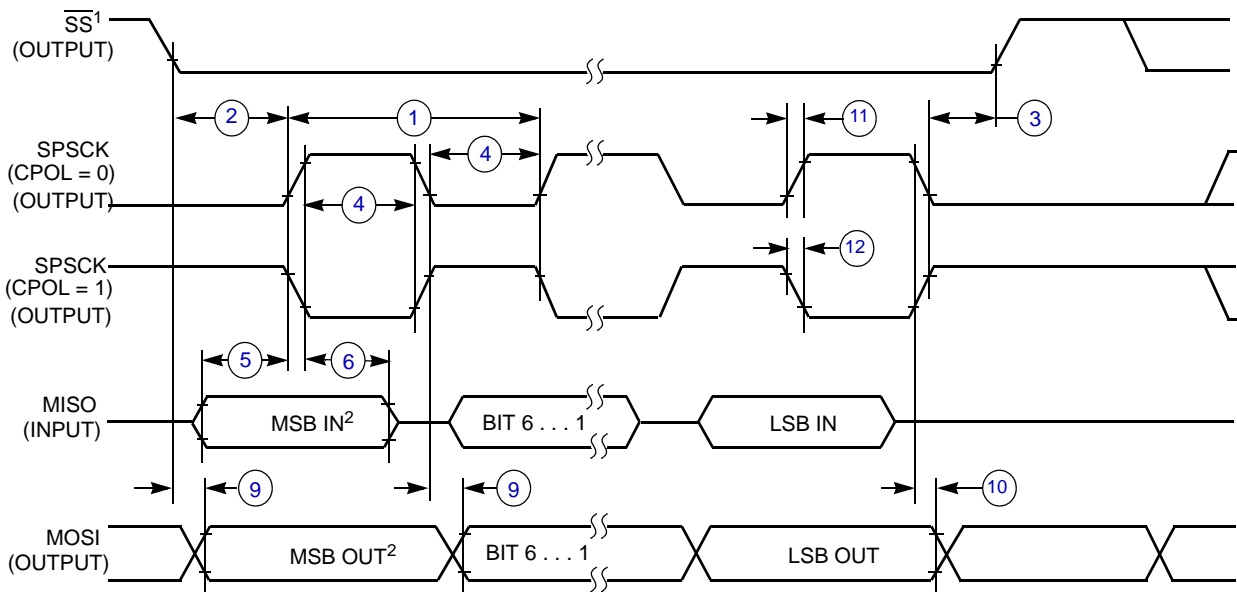 SS¹
(OUTPUT)
2
1
11
3
SPSCK
(CPOL = 0)
(OUTPUT)
4
4
SPSCK
(CPOL = 1)
(OUTPUT)
12
5
6
MISO
(INPUT)
MSB IN²
BIT 6 . . . 1
LSB IN
9
9
10
MOSI
(OUTPUT)
MSB OUT²
BIT 6 . . . 1
LSB OUT